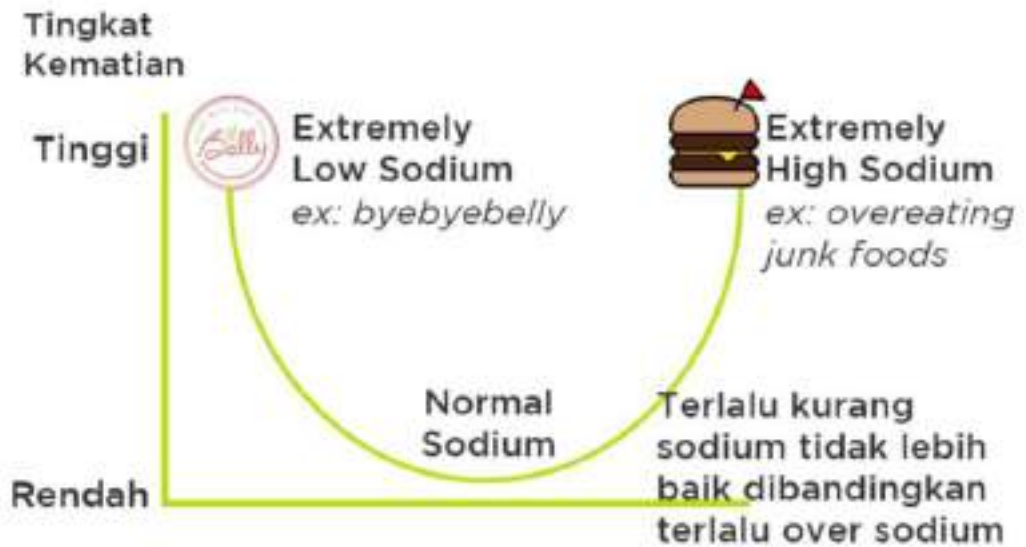 Tingkat
Kematian
Tinggi
Belly
Extremely
Low Sodium
ex: byebyebelly
Extremely
High Sodium
ex: overeating
junk foods
Normal
Sodium
Terlalu kurang
sodium tidak lebih
baik dibandingkan
terlalu over sodium
Rendah